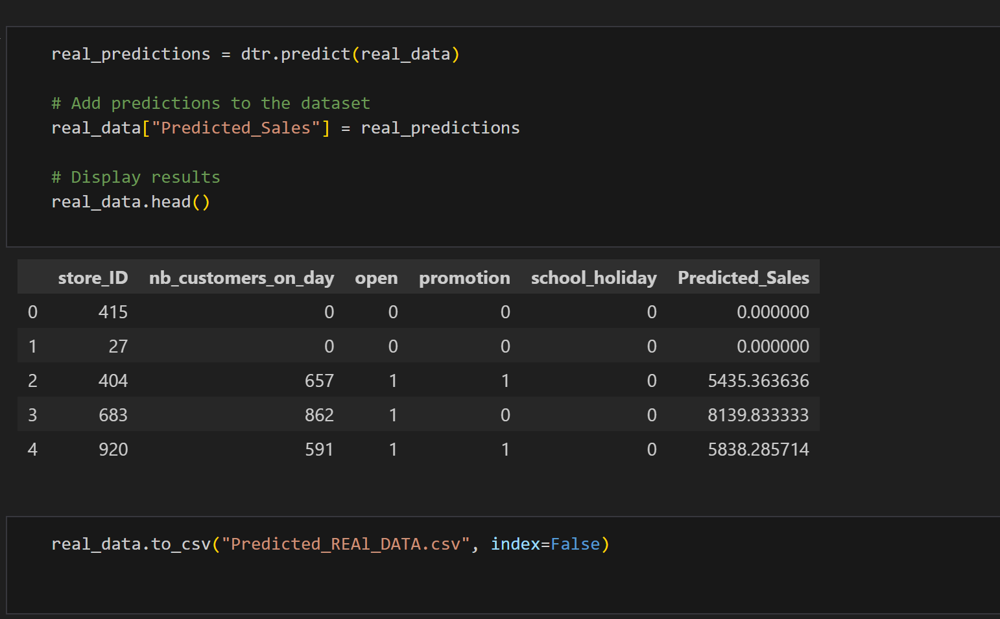 real_predictions = dtr.predict(real_data)
# Add predictions to the dataset
real_data["Predicted_Sales"] = real_predictions
# Display results
real_data.head()
store_ID nb_customers_on_day open promotion school_holiday Predicted_Sales
0 415 0 0 0 0 0.000000
1 27 0 0 0 0 0.000000
2 404 657 1 1 0 5435.363636
3 683 862 1 0 0 8139.833333
4 920 591 1 1 0 5838.285714
real_data.to_csv("Predicted_REAl_DATA.csv", index=False)